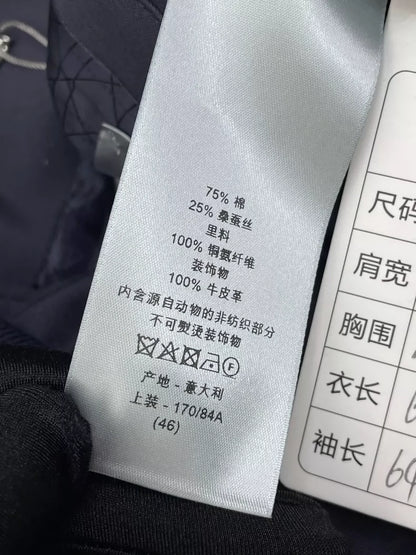 75% 棉
25% 桑蚕丝
里料
100% 铜氨纤维
装饰物
100% 牛皮革
内含源自动物的非纺织部分
不可熨烫装饰物
产地 - 意大利
上装 - 170/84A
(46)
尺码
肩宽
胸围
衣长
袖长